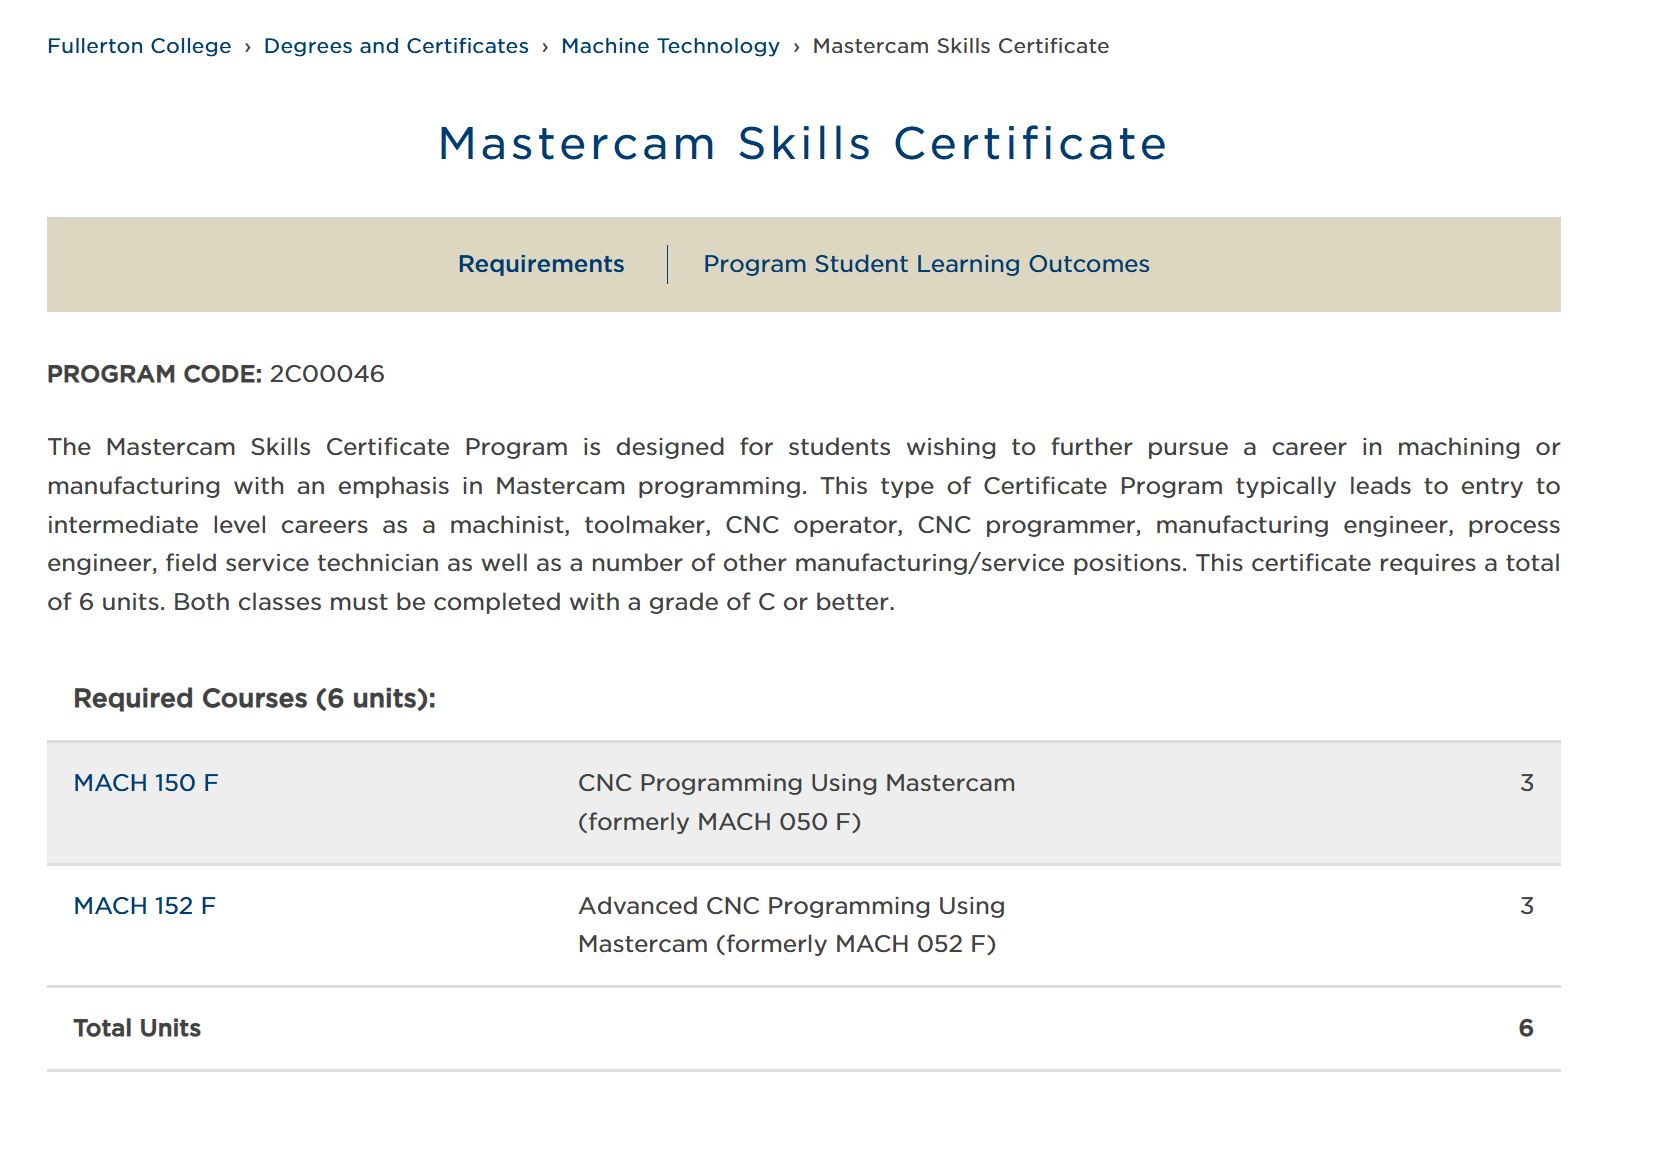 Fullerton College › Degrees and Certificates › Machine Technology › Mastercam Skills Certificate
Mastercam Skills Certificate
Requirements | Program Student Learning Outcomes
PROGRAM CODE: 2C00046
The Mastercam Skills Certificate Program is designed for students wishing to further pursue a career in machining or
manufacturing with an emphasis in Mastercam programming. This type of Certificate Program typically leads to entry to
intermediate level careers as a machinist, toolmaker, CNC operator, CNC programmer, manufacturing engineer, process
engineer, field service technician as well as a number of other manufacturing/service positions. This certificate requires a total
of 6 units. Both classes must be completed with a grade of C or better.
Required Courses (6 units):
MACH 150 F CNC Programming Using Mastercam 3
(formerly MACH 050 F)
MACH 152 F Advanced CNC Programming Using 3
Mastercam (formerly MACH 052 F)
Total Units 6